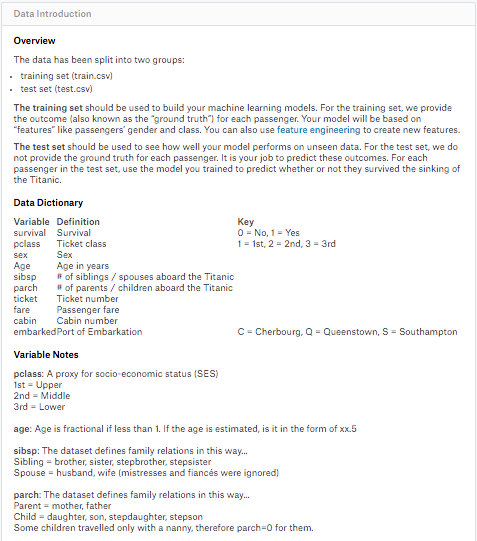 Data Introduction
Overview
The data has been split into two groups:
• training set (train.csv)
• test set (test.csv)
The training set should be used to build your machine learning models. For the training set, we provide
the outcome (also known as the "ground truth") for each passenger. Your model will be based on
"features" like passengers' gender and class. You can also use feature engineering to create new features.
The test set should be used to see how well your model performs on unseen data. For the test set, we do
not provide the ground truth for each passenger. It is your job to predict these outcomes. For each
passenger in the test set, use the model you trained to predict whether or not they survived the sinking of
the Titanic.
Data Dictionary
Variable Definition Key
survival Survival 0 = No, 1 = Yes
pclass Ticket class 1 = 1st, 2 = 2nd, 3 = 3rd
sex Sex
Age Age in years
sibsp # of siblings / spouses aboard the Titanic
parch # of parents / children aboard the Titanic
ticket Ticket number
fare Passenger fare
cabin Cabin number
embarked Port of Embarkation C = Cherbourg, Q = Queenstown, S = Southampton
Variable Notes
pclass: A proxy for socio-economic status (SES)
1st = Upper
2nd = Middle
3rd = Lower
age: Age is fractional if less than 1. If the age is estimated, is it in the form of xx.5
sibsp: The dataset defines family relations in this way...
Sibling = brother, sister, stepbrother, stepsister
Spouse = husband, wife (mistresses and fiancés were ignored)
parch: The dataset defines family relations in this way...
Parent = mother, father
Child = daughter, son, stepdaughter, stepson
Some children travelled only with a nanny, therefore parch=0 for them.